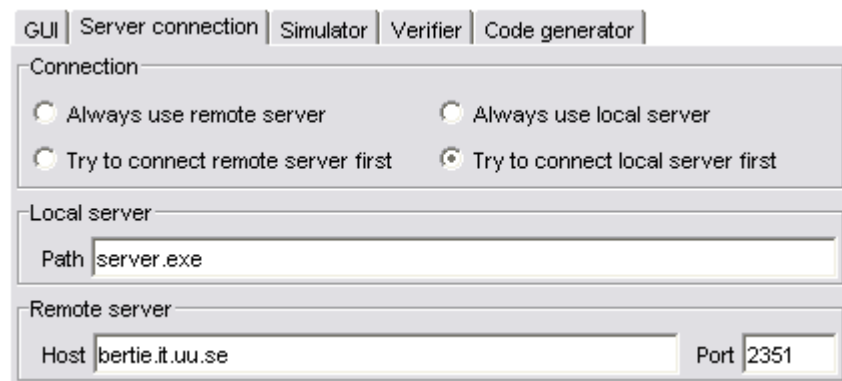 GUI Server connection Simulator Verifier Code generator
Connection
Always use remote server Always use local server
Try to connect remote server first Try to connect local server first
Local server
Path server.exe
Remote server
Host bertie.it.uu.se Port 2351